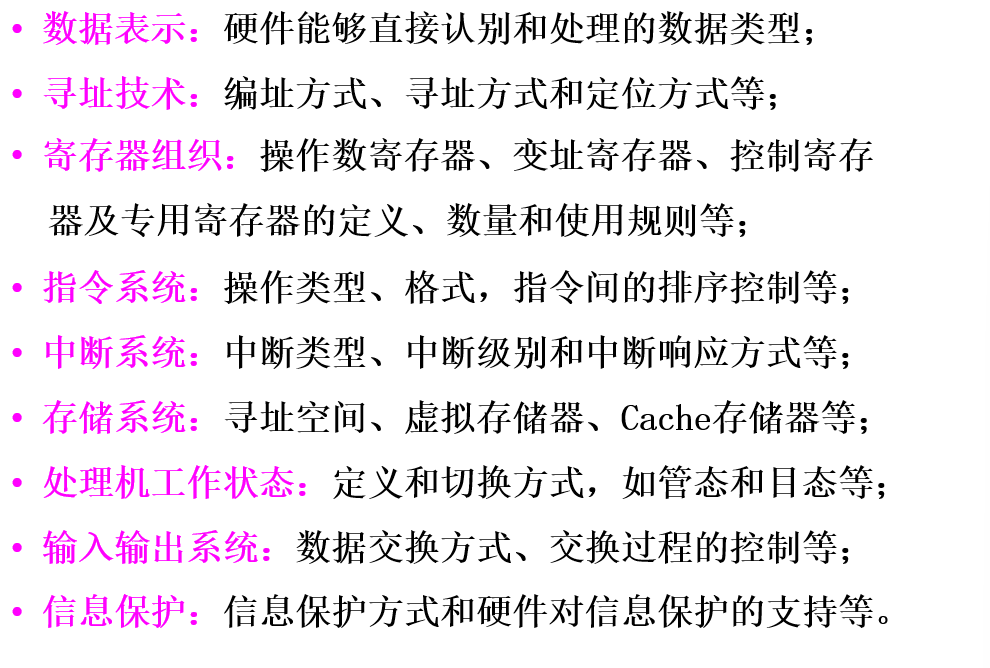 • 数据表示：硬件能够直接认别和处理的数据类型；
• 寻址技术：编址方式、寻址方式和定位方式等；
• 寄存器组织：操作数寄存器、变址寄存器、控制寄存
器及专用寄存器的定义、数量和使用规则等；
• 指令系统：操作类型、格式，指令间的排序控制等；
• 中断系统：中断类型、中断级别和中断响应方式等；
• 存储系统：寻址空间、虚拟存储器、Cache存储器等；
• 处理机工作状态：定义和切换方式，如管态和目态等；
• 输入输出系统：数据交换方式、交换过程的控制等；
• 信息保护：信息保护方式和硬件对信息保护的支持等。